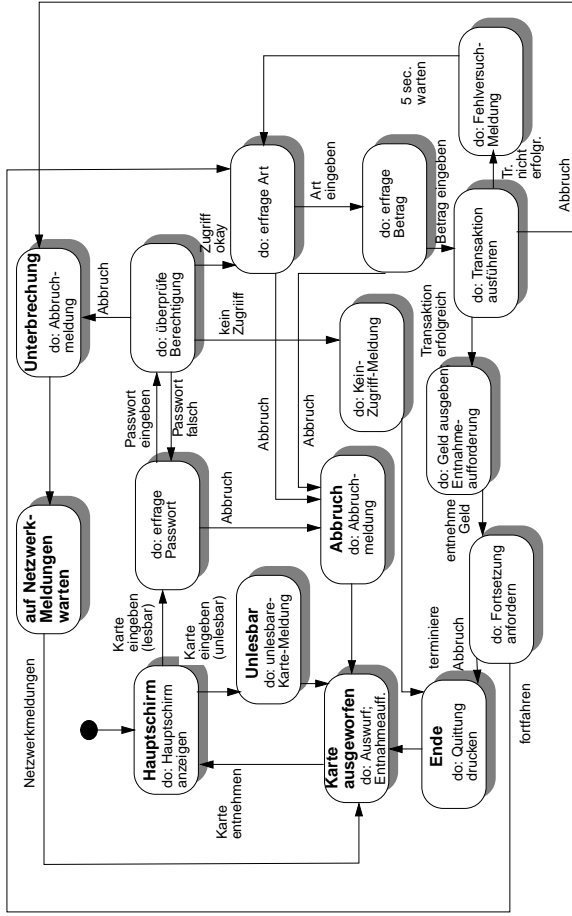 Netzwerkmeldungen
auf Netzwerk-
Meldungen
warten
Unterbrechung
do: Abbruch-
meldung
Abbruch
Karte
entnehmen
Hauptschirm
do: Hauptschirm
anzeigen
Karte
eingeben
(lesbar)
Karte
eingeben
(unlesbar)
do: erfrage
Passwort
Passwort
eingeben
Passwort
falsch
do: überprüfe
Berechtigung
Zugriff
okay
kein
Zugriiff
do: erfrage Art
Abbruch
Unlesbar
do: unlesbare-
Karte-Meldung
Abbruch
Abbruch
Art
eingeben
Karte
ausgeworfen
do: Auswurf;
Entnahmeauff.
Abbruch
do: Abbruch-
meldung
do: Kein-
Zugriff-Meldung
do: erfrage
Betrag
5 sec.
warten
Ende
do: Quittung
drucken
terminiere
Abbruch
do: Fortsetzung
anfordern
entnehme
Geld
do: Geld ausgeben;
Entnahme-
aufforderung
Transaktion
erfolgreich
Betrag eingeben
do: Transaktion
ausführen
Tr.
nicht
erfolgr.
do: Fehlversuch-
Meldung
fortfahren
Abbruch